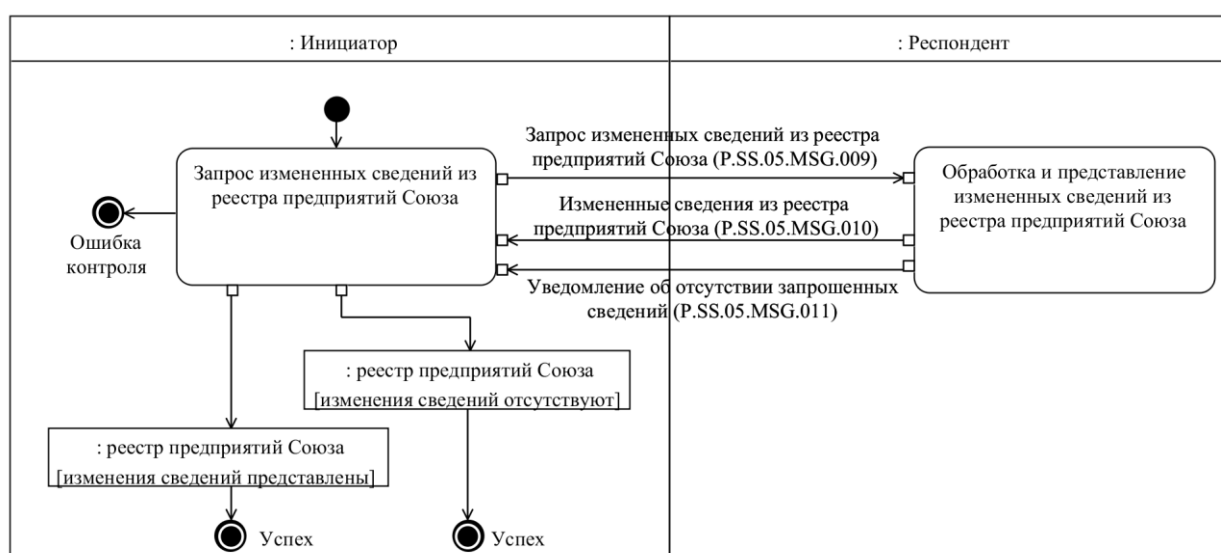 : Инициатор
: Респондент
Запрос измененных сведений из
реестра предприятий Союза
Ошибка
контроля
Запрос измененных сведений из реестра
предприятий Союза (P.SS.05.MSG.009)
Измененные сведения из реестра
предприятий Союза (P.SS.05.MSG.010)
Уведомление об отсутствии запрошенных
сведений (P.SS.05.MSG.011)
Обработка и представление
измененных сведений из
реестра предприятий Союза
: реестр предприятий Союза
[изменения сведений отсутствуют]
: реестр предприятий Союза
[изменения сведений представлены]
Успех
Успех